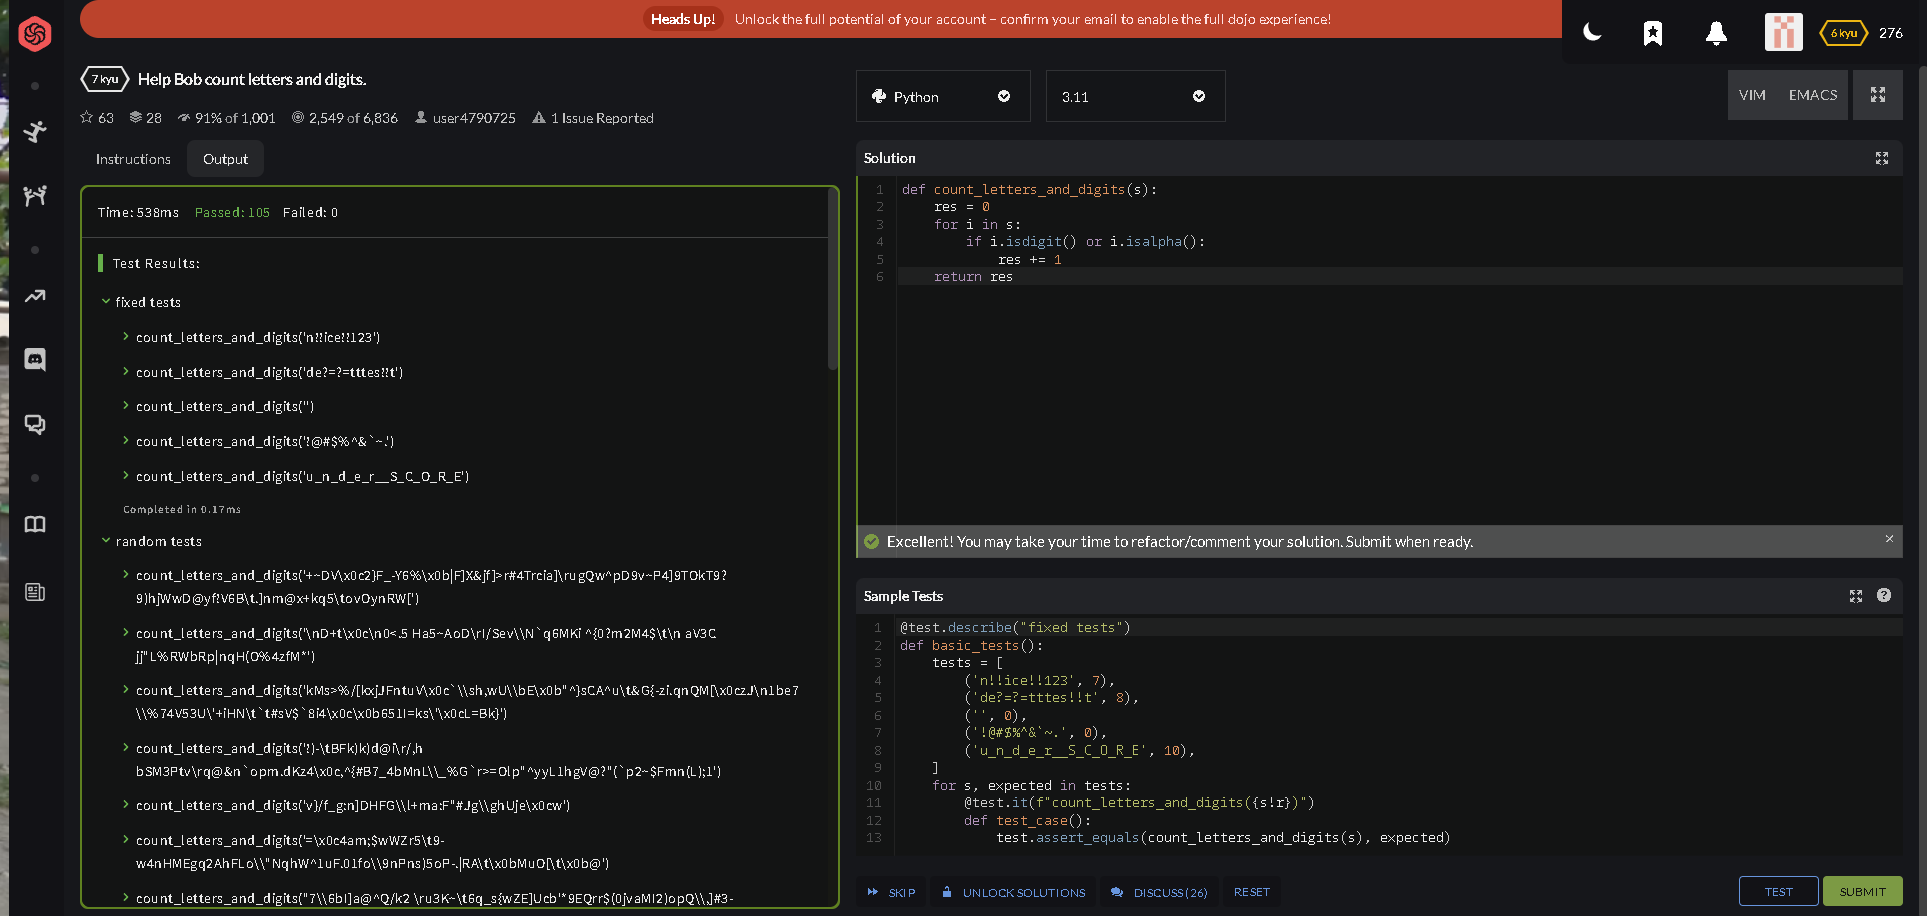 Heads Up! Unlock the full potential of your account – confirm your email to enable the full dojo experience!
6 kyu 276
7 kyu Help Bob count letters and digits.
63 28 91% of 1,001 2,549 of 6,836 user4790725 1 Issue Reported
Instructions Output
Time: 538ms Passed: 105 Failed: 0
Test Results:
fixed tests
count_letters_and_digits('n!!ice!!123')
count_letters_and_digits('de?=?=tttes!!t')
count_letters_and_digits('')
count_letters_and_digits('!@#$%^&`~.')
count_letters_and_digits('u_n_d_e_r__S_C_O_R_E')
Completed in 0.17ms
random tests
count_letters_and_digits('+~DV\x0c2}F_-Y6%\x0b|F]X&jf]>r#4Trcia]\rugQw^pD9v~P4]9TOkT9?
9)hjWwD@yf!V6B\t.]nm@x+kq5\tovOynRW[')
count_letters_and_digits('\nD+t\x0c\n0<.5 Ha5~AoD\rI/Sev\\N`q6MKi ^{0?m2M4$\t\n aV3C
jj"L%RWbRp|nqH(O%4zfM*')
count_letters_and_digits('kMs>%/[kxjJFntuV\x0c`\\sh,wU\\bE\x0b"^}sCA^u\t&G{-zi.qnQM[\x0czJ\n1be7
\\%74V53U\'+iHN\t`t#sV$`8i4\x0c\x0b651I=ks\'\x0cL=Bk}')
count_letters_and_digits('!)-\tBFk)k)d@i\r/,h
bSM3Ptv\rq@&n`opm.dKz4\x0c,^{#B7_4bMnL\\_%G`r>=Olp"^yyL1hgV@?"(`p2~$Fmn(L);1')
count_letters_and_digits('v}/f_g:n]DHFG\\l+ma:F"#Jg\\ghUje\x0cw')
count_letters_and_digits('=\x0c4am;$wWZr5\t9-
w4nHMEgq2AhFLo\\"NqhW^1uF.01fo\\9nPns)5oP-.|RA\t\x0bMuO[\t\x0b@')
count_letters_and_digits("7\\6bI]a@^Q/k2 \ru3K~\t6q_s{wZE]Ucb'*9EQrr$(0jvaMI2)opQ\\,]#3-
Python 3.11 VIM EMACS
Solution
1 def count_letters_and_digits(s):
2 res = 0
3 for i in s:
4 if i.isdigit() or i.isalpha():
5 res += 1
6 return res
Excellent! You may take your time to refactor/comment your solution. Submit when ready.
Sample Tests
1 @test.describe("fixed tests")
2 def basic_tests():
3 tests = [
4 ('n!!ice!!123', 7),
5 ('de?=?=tttes!!t', 8),
6 ('', 0),
7 ('!@#$%^&`~.', 0),
8 ('u_n_d_e_r__S_C_O_R_E', 10),
9 ]
10 for s, expected in tests:
11 @test.it(f"count_letters_and_digits({s!r})")
12 def test_case():
13 test.assert_equals(count_letters_and_digits(s), expected)
SKIP UNLOCK SOLUTIONS DISCUSS (26) RESET TEST SUBMIT